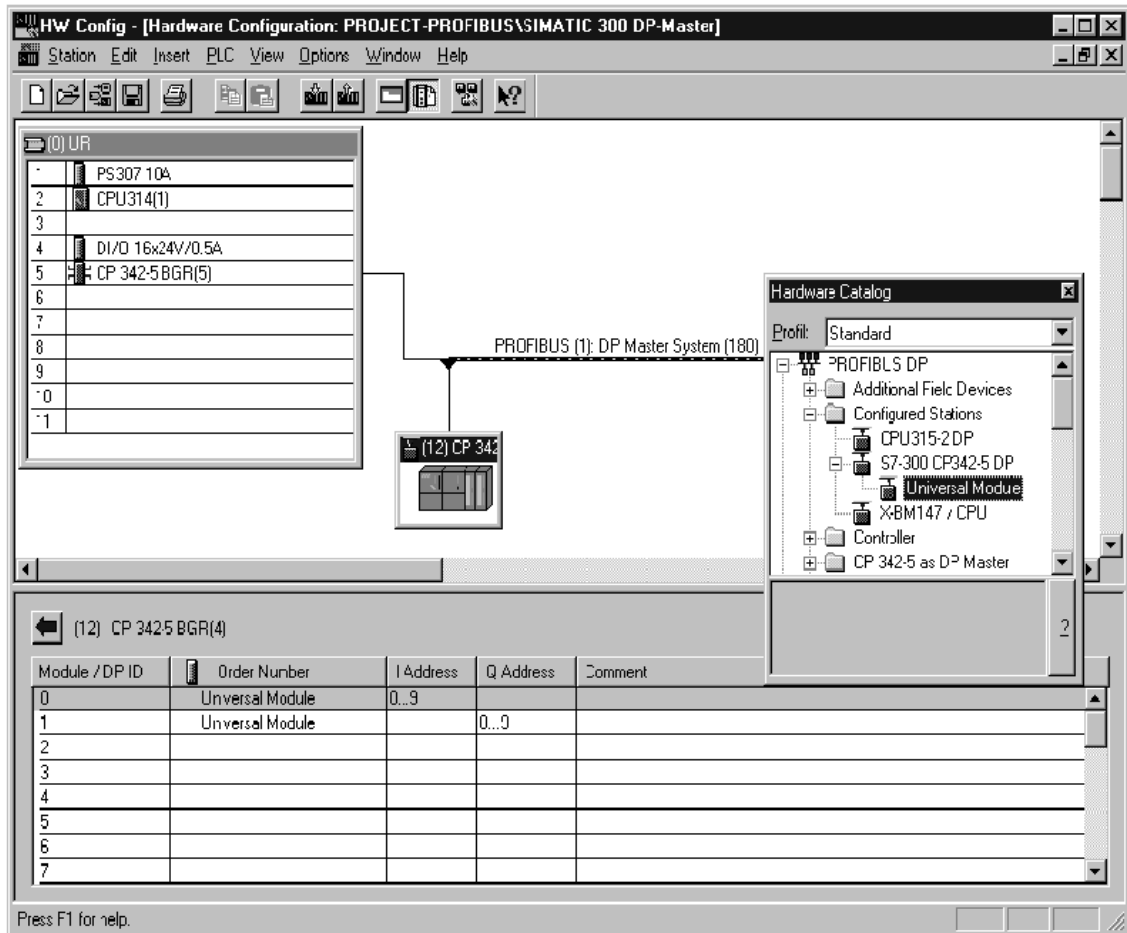 HW Config - [Hardware Configuration: PROJECT-PROFIBUS\SIMATIC 300 DP-Master]
Station Edit Insert PLC View Options Window Help
(0) UR
1 PS307 10A
2 CPU314(1)
3
4 DI/O 16x24V/0.5A
5 CP 342-5 BGR(5)
6
7
8
9
10
11
PROFIBUS (1): DP Master System (180)
(12) CP 342
Hardware Catalog
Profil: Standard
PROFIBUS DP
Additional Field Devices
Configured Stations
CPU315-2 DP
S7-300 CP342-5 DP
Universal Module
X-BM147 / CPU
Controller
CP 342-5 as DP Master
?
(12) CP 342-5 BGR(4)
Module / DP ID Order Number I Address Q Address Comment
0 Universal Module 0...9
1 Universal Module 0...9
2
3
4
5
6
7
Press F1 for help.